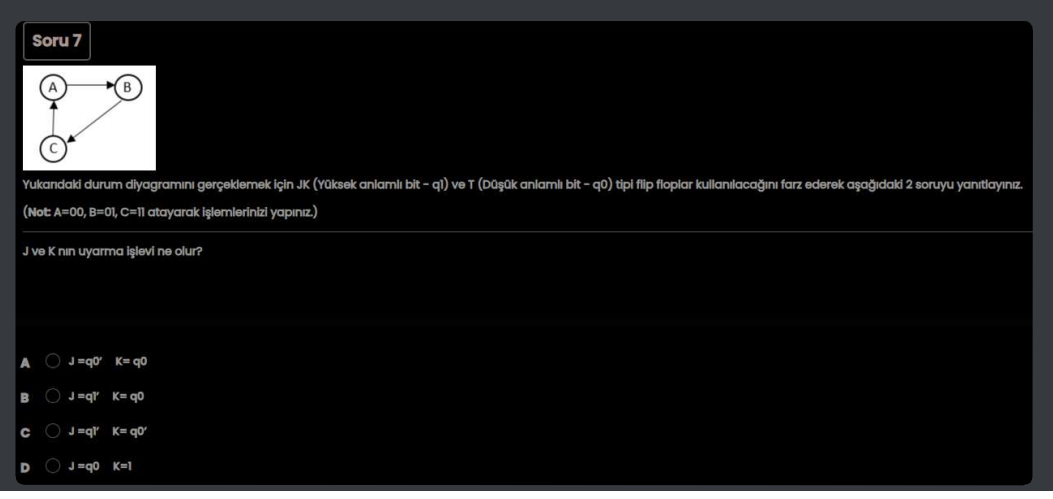 Soru 7
A
B
C
Yukarıdaki durum diyagramını gerçeklemek için JK (Yüksek anlamlı bit - q1) ve T (Düşük anlamlı bit - q0) tipi flip floplar kullanılacağını farz ederek aşağıdaki 2 soruyu yanıtlayınız.
(Not: A=00, B=01, C=11 atayarak işlemlerinizi yapınız.)
J ve K nın uyarma işlevi ne olur?
A J =q0' K= q0
B J =q1' K= q0
C J =q1' K= q0'
D J =q0 K=1